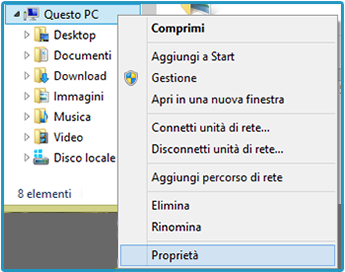 Questo PC
Desktop
Documenti
Download
Immagini
Musica
Video
Disco locale
8 elementi
Comprimi
Aggiungi a Start
Gestione
Apri in una nuova finestra
Connetti unità di rete...
Disconnetti unità di rete...
Aggiungi percorso di rete
Elimina
Rinomina
Proprietà